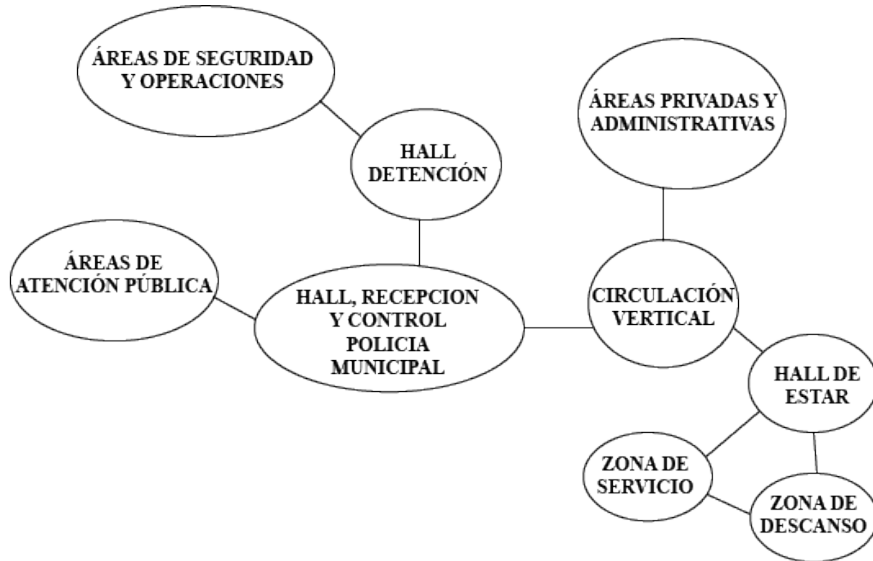 ÁREAS DE SEGURIDAD
Y OPERACIONES
ÁREAS PRIVADAS Y
ADMINISTRATIVAS
HALL
DETENCIÓN
ÁREAS DE
ATENCIÓN PÚBLICA
HALL, RECEPCION
Y CONTROL
POLICIA
MUNICIPAL
CIRCULACIÓN
VERTICAL
HALL DE
ESTAR
ZONA DE
SERVICIO
ZONA DE
DESCANSO